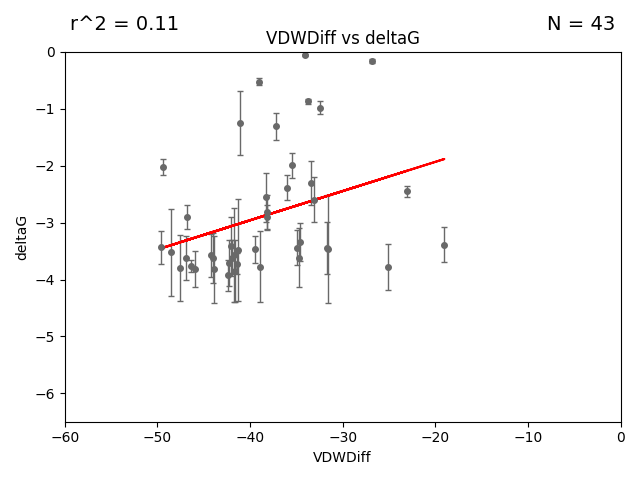 r^2 = 0.11
N = 43
VDWDiff vs deltaG
0
−1
−2
−3
−4
−5
−6
deltaG
−60 −50 −40 −30 −20 −10 0
VDWDiff